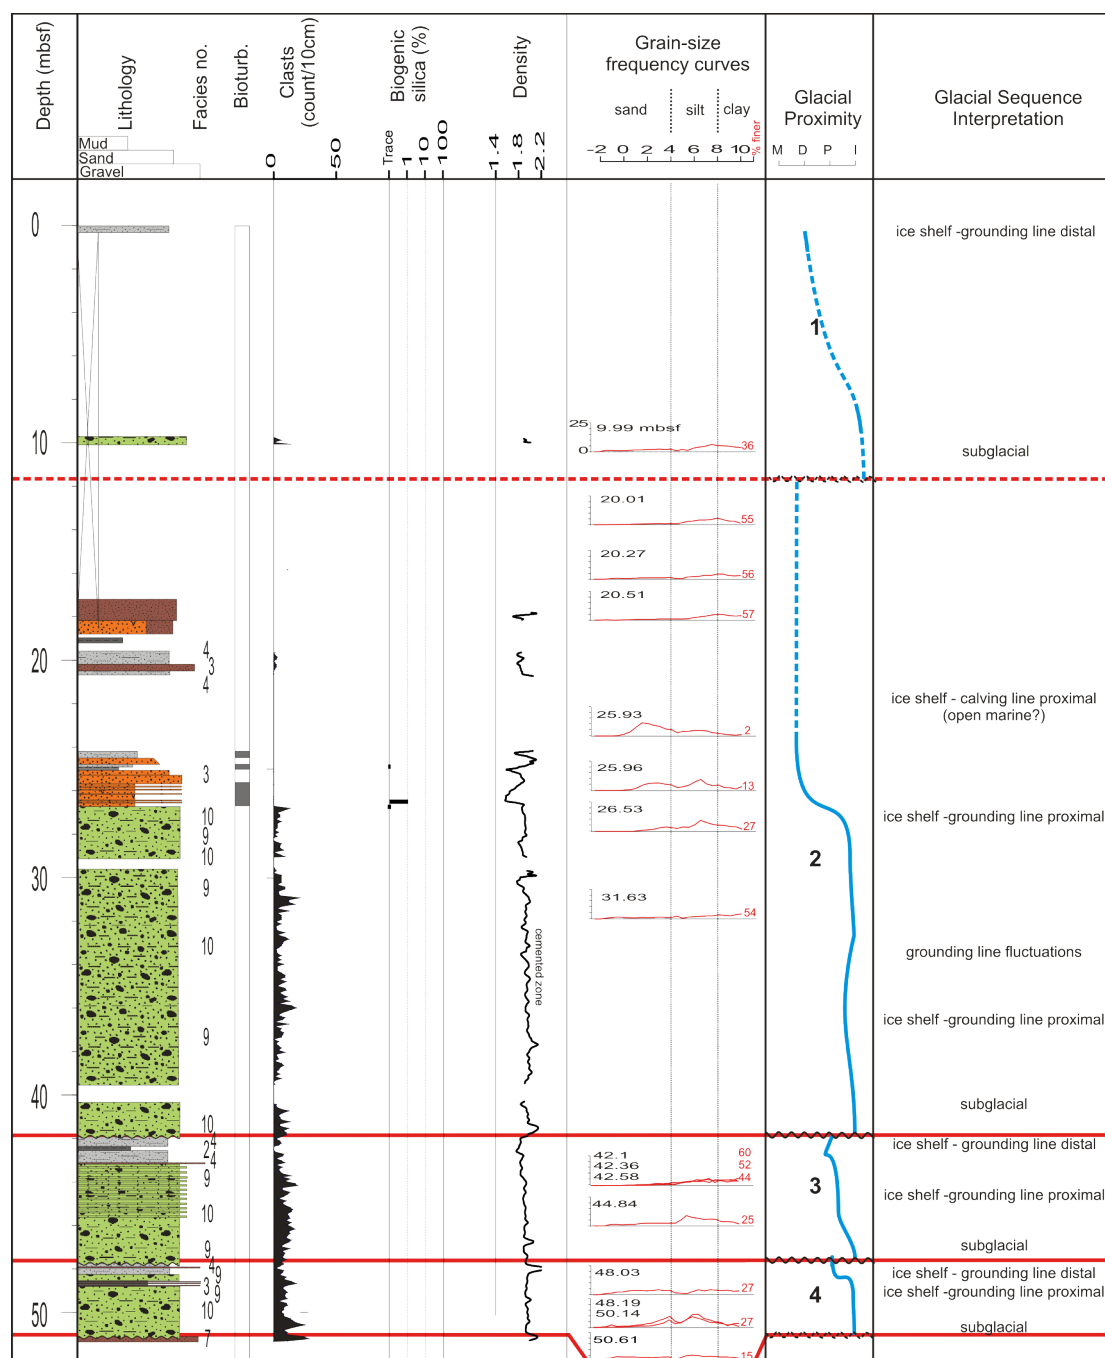 Depth (mbsf)
Lithology
Facies no.
Bioturb.
Clasts
(count/10cm)
Biogenic
silica (%)
Density
Grain-size
frequency curves
Glacial
Proximity
Glacial Sequence
Interpretation
Mud
Sand
Gravel
0
50
Trace
1
10
100
1.4
1.8
2.2
sand
silt
clay
-2 0 2 4 6 8 10
% finer
M D P I
0
ice shelf -grounding line distal
1
10
25
0
9.99 mbsf
36
subglacial
20.01
55
20.27
56
20.51
57
4
3
4
20
25.93
2
ice shelf - calving line proximal
(open marine?)
3
25.96
13
10
9
10
26.53
27
ice shelf -grounding line proximal
2
30
9
31.63
54
10
cemented zone
grounding line fluctuations
9
ice shelf -grounding line proximal
40
10
subglacial
2
4
4
9
10
9
42.1
42.36
42.58
60
52
44
ice shelf - grounding line distal
3
44.84
25
ice shelf -grounding line proximal
subglacial
4
9
3
9
10
48.03
27
ice shelf - grounding line distal
ice shelf -grounding line proximal
4
50
48.19
50.14
27
subglacial
7
50.61
15